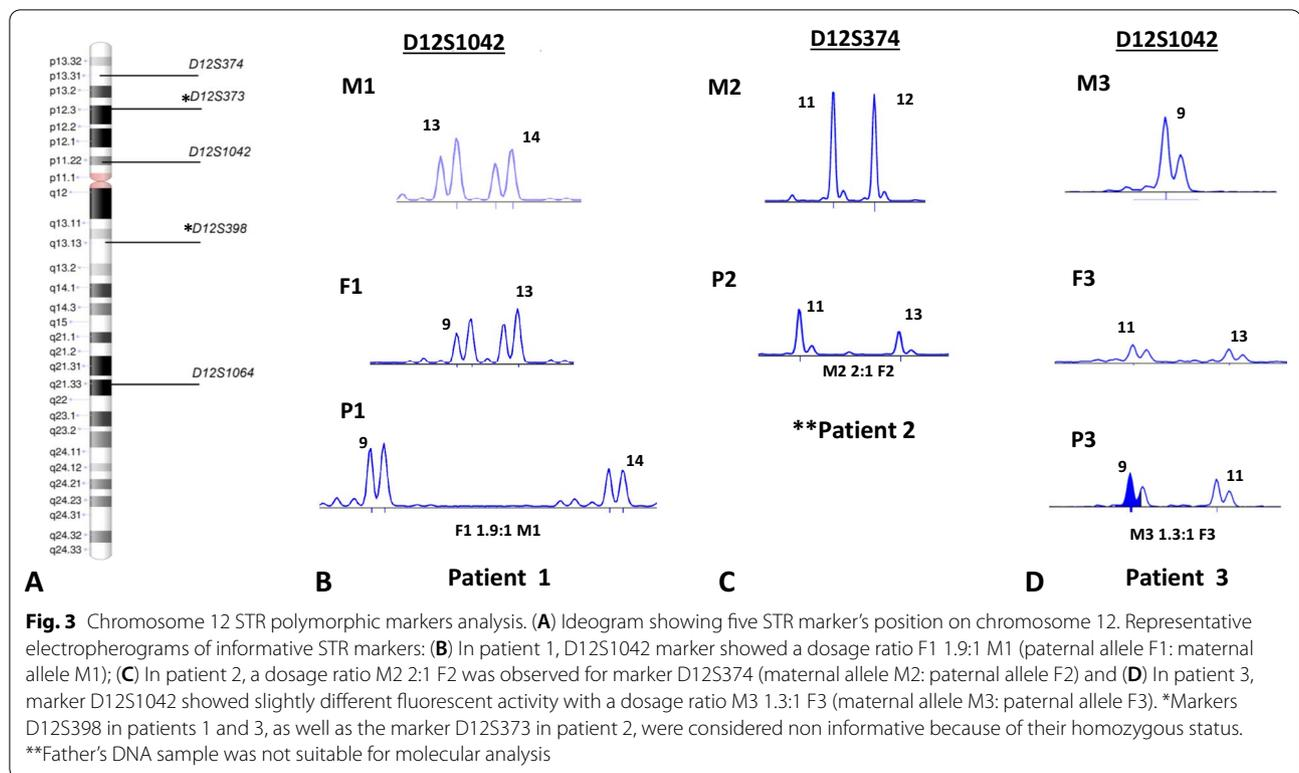 p13.32
p13.31
p13.2
p12.3
p12.2
p12.1
p11.22
p11.1
q12
q13.11
q13.13
q13.2
q14.1
q14.3
q15
q21.1
q21.2
q21.31
q21.33
q22
q23.1
q23.2
q24.11
q24.12
q24.21
q24.23
q24.31
q24.32
q24.33
D12S374
*D12S373
D12S1042
*D12S398
D12S1064
A
D12S1042
M1
13
14
F1
9
13
P1
9
14
F1 1.9:1 M1
B
Patient 1
D12S374
M2
11
12
P2
11
13
M2 2:1 F2
**Patient 2
C
D12S1042
M3
9
F3
11
13
P3
9
11
M3 1.3:1 F3
D
Patient 3
Fig. 3 Chromosome 12 STR polymorphic markers analysis. (A) Ideogram showing five STR marker's position on chromosome 12. Representative
electropherograms of informative STR markers: (B) In patient 1, D12S1042 marker showed a dosage ratio F1 1.9:1 M1 (paternal allele F1: maternal
allele M1); (C) In patient 2, a dosage ratio M2 2:1 F2 was observed for marker D12S374 (maternal allele M2: paternal allele F2) and (D) In patient 3,
marker D12S1042 showed slightly different fluorescent activity with a dosage ratio M3 1.3:1 F3 (maternal allele M3: paternal allele F3). *Markers
D12S398 in patients 1 and 3, as well as the marker D12S373 in patient 2, were considered non informative because of their homozygous status.
**Father's DNA sample was not suitable for molecular analysis